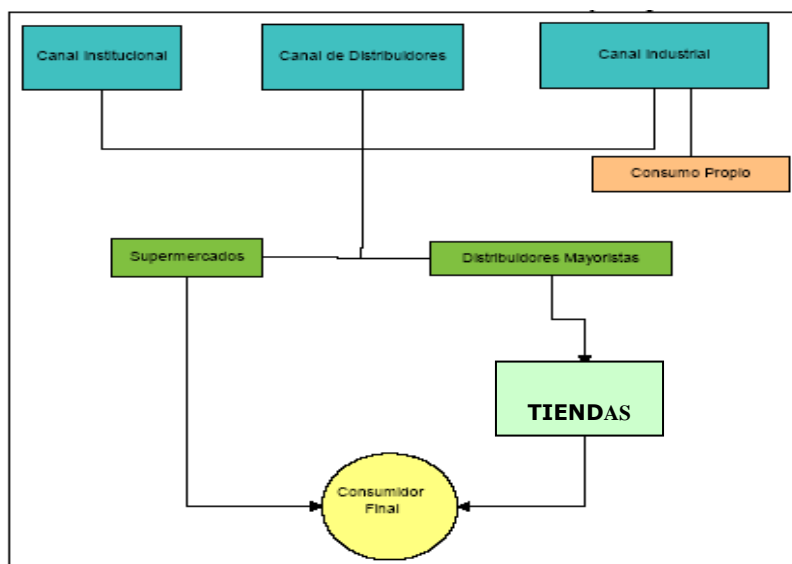 Canal Institucional
Canal de Distribuidores
Canal Industrial
Consumo Propio
Supermercados
Distribuidores Mayoristas
TIENDAS
Consumidor
Final